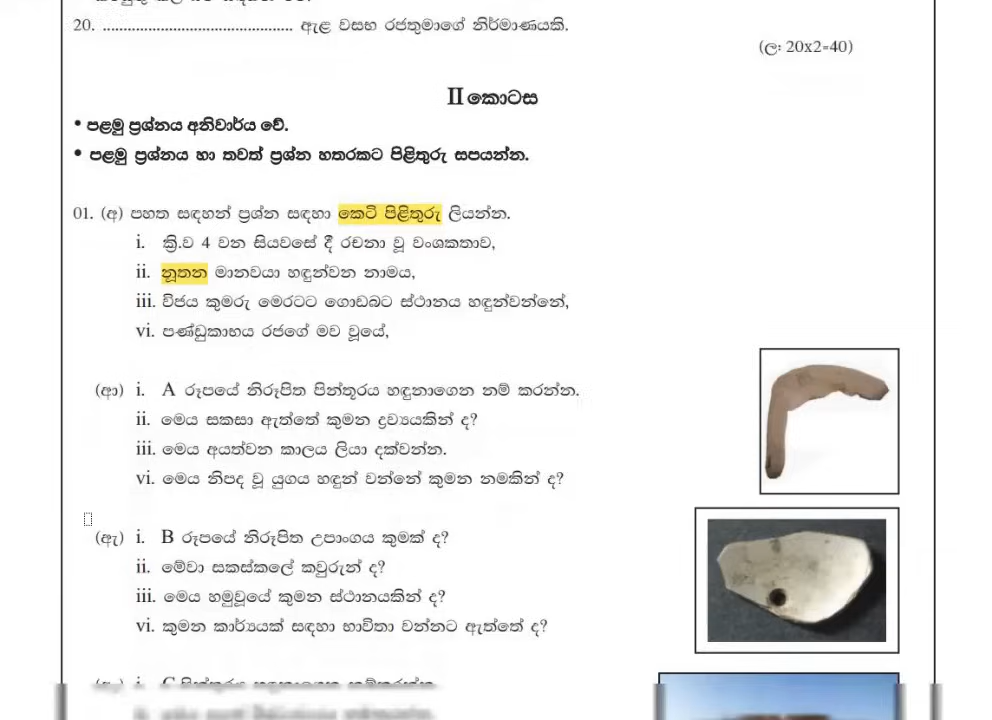 20. ............................................... ඇළ වසභ රජතුමාගේ නිර්මාණයකි.
(ල: 20x2=40)
II කොටස
• පළමු ප්‍රශ්නය අනිවාර්ය වේ.
• පළමු ප්‍රශ්නය හා තවත් ප්‍රශ්න හතරකට පිළිතුරු සපයන්න.
01. (අ) පහත සඳහන් ප්‍රශ්න සඳහා කෙටි පිළිතුරු ලියන්න.
i. ක්‍රි.ව 4 වන සියවසේ දී රචනා වූ වංශකතාව,
ii. නූතන මානවයා හඳුන්වන නාමය,
iii. විජය කුමරු මෙරටට ගොඩබට ස්ථානය හඳුන්වන්නේ,
vi. පණ්ඩුකාභය රජගේ මව වූයේ,
(ආ) i. A රූපයේ නිරූපිත පින්තූරය හඳුනාගෙන නම් කරන්න.
ii. මෙය සකසා ඇත්තේ කුමන ද්‍රව්‍යයකින් ද?
iii. මෙය අයත්වන කාලය ලියා දක්වන්න.
vi. මෙය නිපද වූ යුගය හඳුන් වන්නේ කුමන නමකින් ද?
(ඇ) i. B රූපයේ නිරූපිත උපාංගය කුමක් ද?
ii. මේවා සකස්කලේ කවුරුන් ද?
iii. මෙය හමුවූයේ කුමන ස්ථානයකින් ද?
vi. කුමන කාර්‍යයක් සඳහා භාවිතා වන්නට ඇත්තේ ද?